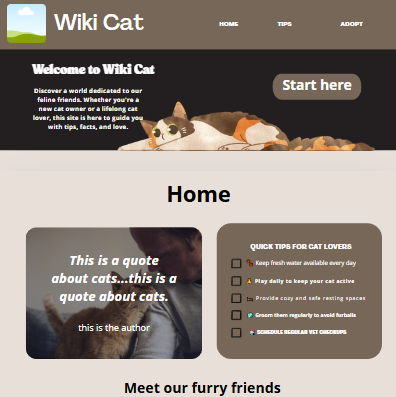 Wiki Cat
HOME TIPS ADOPT
Welcome to Wiki Cat
Discover a world dedicated to our
feline friends. Whether you're a
new cat owner or a lifelong cat
lover, this site is here to guide you
with tips, facts, and love.
Start here
Home
This is a quote
about cats...this is a
quote about cats.
this is the author
QUICK TIPS FOR CAT LOVERS
Keep fresh water available every day
Play daily to keep your cat active
Provide cozy and safe resting spaces
Groom them regularly to avoid furballs
SCHEDULE REGULAR VET CHECKUPS
Meet our furry friends